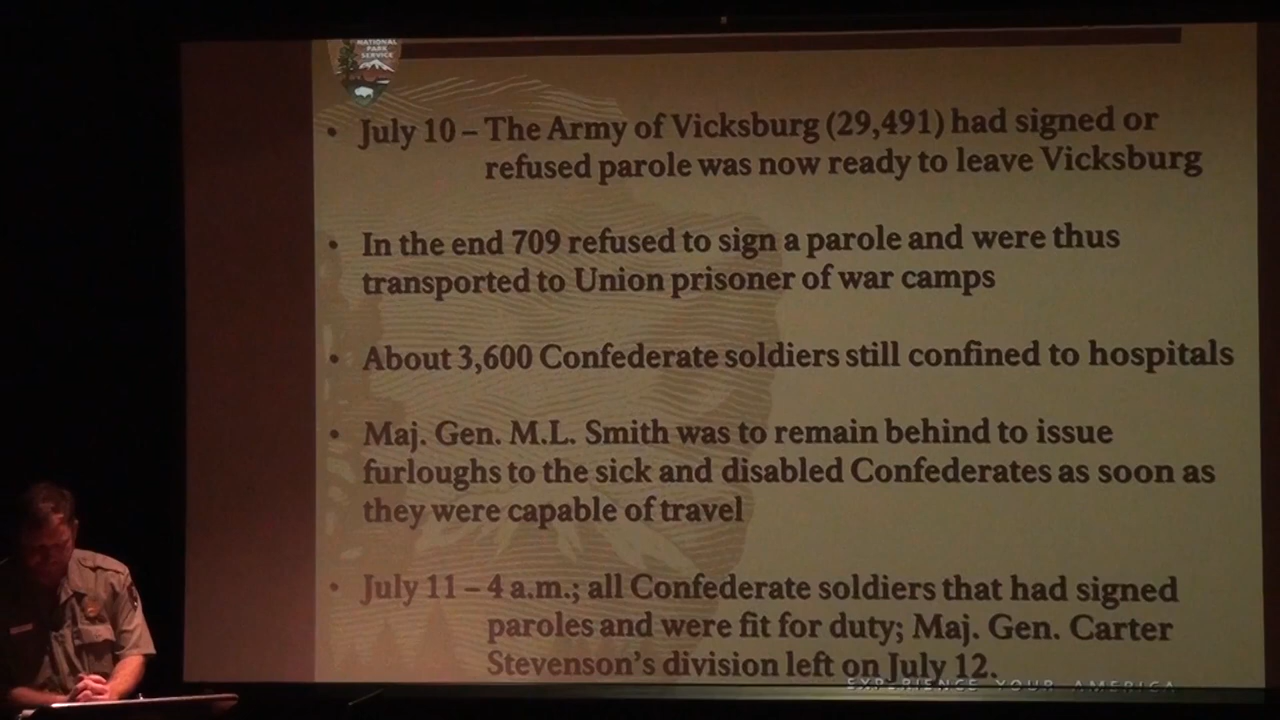 NATIONAL
PARK
SERVICE
• July 10 – The Army of Vicksburg (29,491) had signed or
refused parole was now ready to leave Vicksburg
• In the end 709 refused to sign a parole and were thus
transported to Union prisoner of war camps
• About 3,600 Confederate soldiers still confined to hospitals
• Maj. Gen. M.L. Smith was to remain behind to issue
furloughs to the sick and disabled Confederates as soon as
they were capable of travel
• July 11 – 4 a.m.; all Confederate soldiers that had signed
paroles and were fit for duty; Maj. Gen. Carter
Stevenson's division left on July 12.
EXPERIENCE YOUR AMERICA